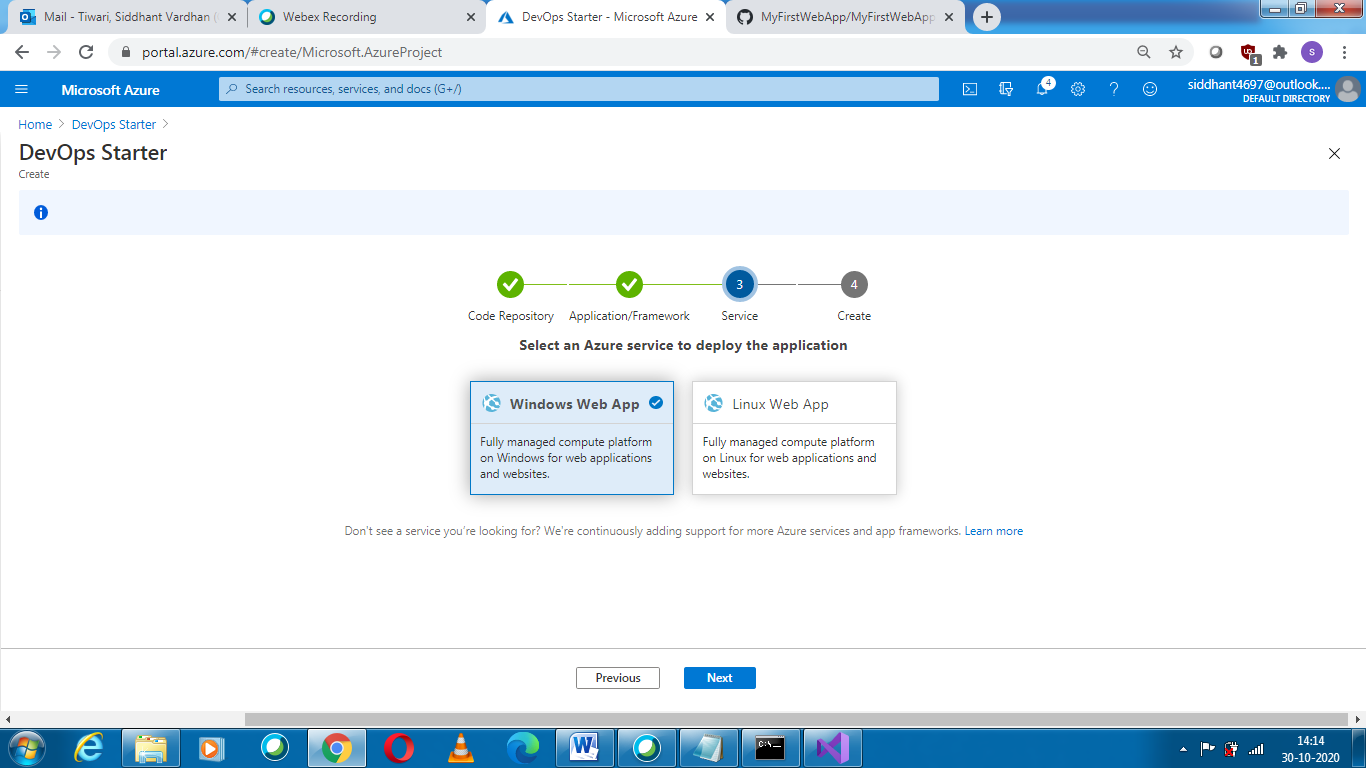 Mail - Tiwari, Siddhant Vardhan (
Webex Recording
DevOps Starter - Microsoft Azure
MyFirstWebApp/MyFirstWebApp
portal.azure.com/#create/Microsoft.AzureProject
1
s
Microsoft Azure
Search resources, services, and docs (G+/)
4
siddhant4697@outlook....
DEFAULT DIRECTORY
Home > DevOps Starter >
DevOps Starter
Create
3
4
Code Repository
Application/Framework
Service
Create
Select an Azure service to deploy the application
Windows Web App
Fully managed compute platform
on Windows for web applications
and websites.
Linux Web App
Fully managed compute platform
on Linux for web applications and
websites.
Don't see a service you're looking for? We're continuously adding support for more Azure services and app frameworks. Learn more
Previous
Next
14:14
30-10-2020